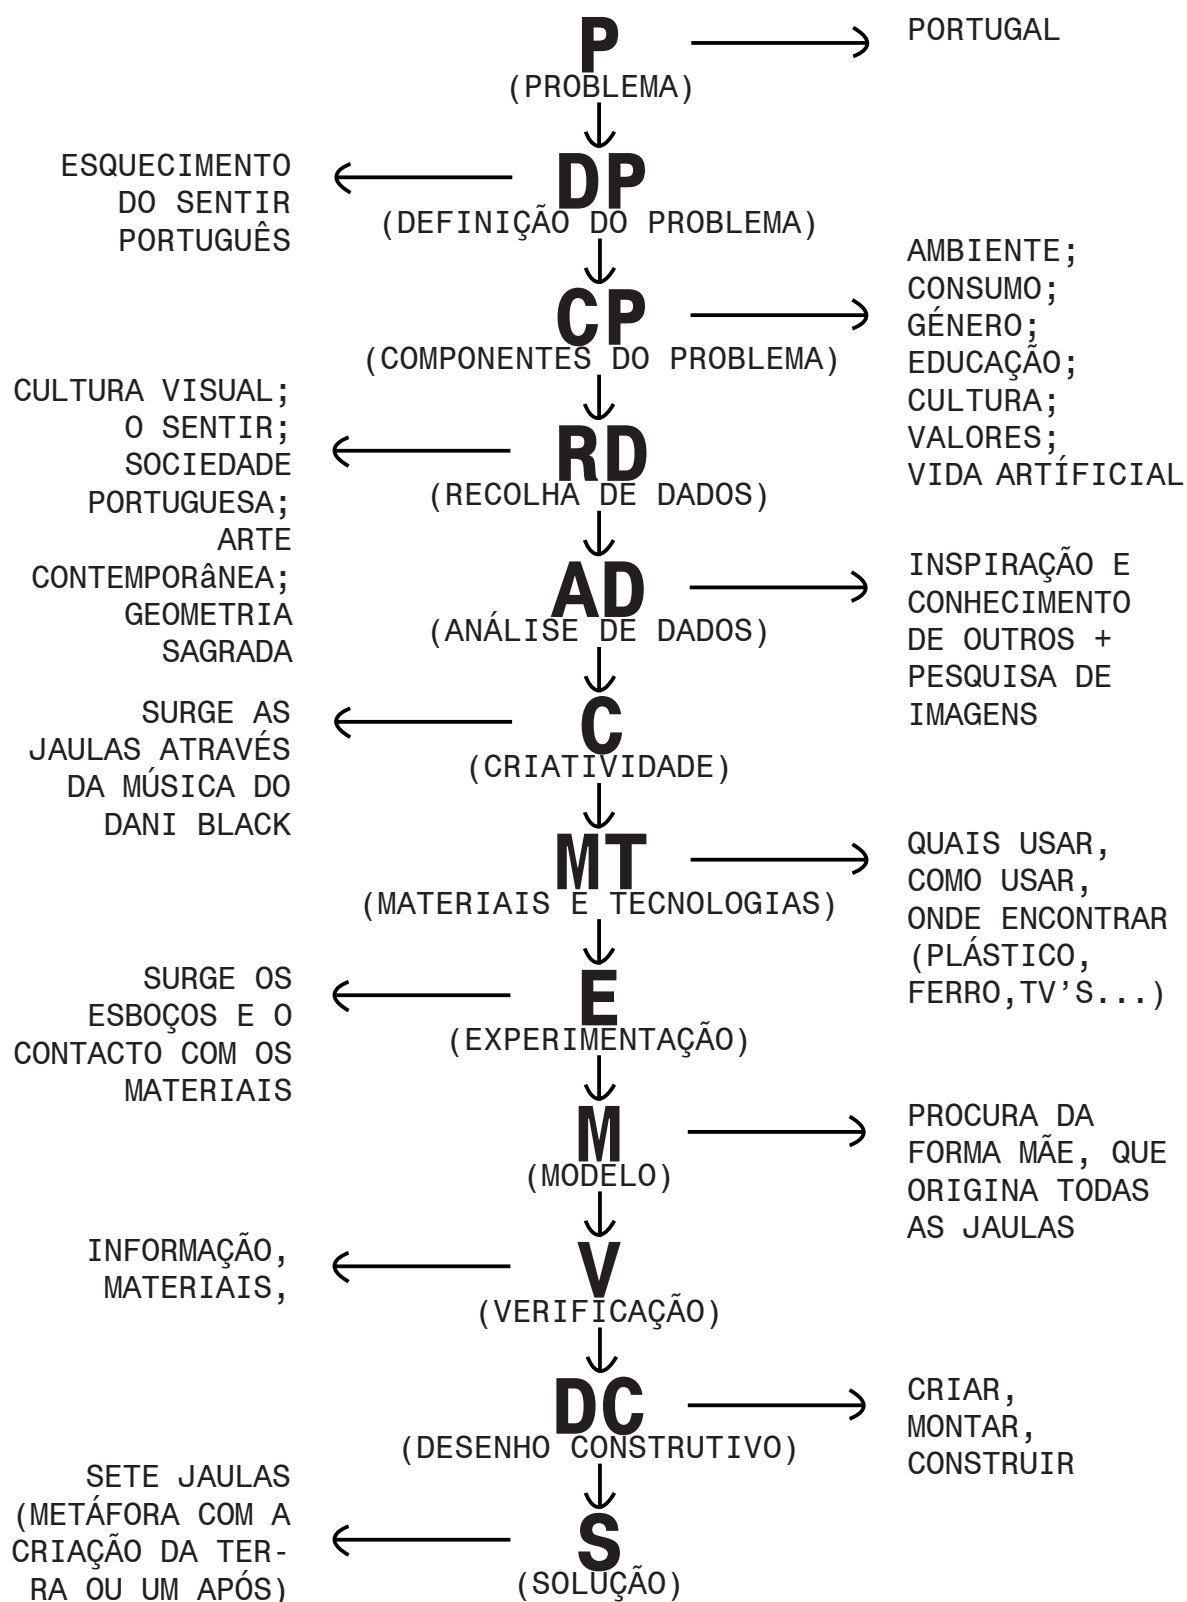 P
(PROBLEMA)
PORTUGAL
DP
(DEFINIÇÃO DO PROBLEMA)
ESQUECIMENTO
DO SENTIR
PORTUGUÊS
CP
(COMPONENTES DO PROBLEMA)
AMBIENTE;
CONSUMO;
GÉNERO;
EDUCAÇÃO;
CULTURA;
VALORES;
VIDA ARTÍFICIAL
RD
(RECOLHA DE DADOS)
CULTURA VISUAL;
O SENTIR;
SOCIEDADE
PORTUGUESA;
ARTE
CONTEMPORâNEA;
GEOMETRIA
SAGRADA
AD
(ANÁLISE DE DADOS)
INSPIRAÇÃO E
CONHECIMENTO
DE OUTROS +
PESQUISA DE
IMAGENS
C
(CRIATIVIDADE)
SURGE AS
JAULAS ATRAVÉS
DA MÚSICA DO
DANI BLACK
MT
(MATERIAIS E TECNOLOGIAS)
QUAIS USAR,
COMO USAR,
ONDE ENCONTRAR
(PLÁSTICO,
FERRO,TV’S...)
E
(EXPERIMENTAÇÃO)
SURGE OS
ESBOÇOS E O
CONTACTO COM OS
MATERIAIS
M
(MODELO)
PROCURA DA
FORMA MÃE, QUE
ORIGINA TODAS
AS JAULAS
V
(VERIFICAÇÃO)
INFORMAÇÃO,
MATERIAIS,
DC
(DESENHO CONSTRUTIVO)
CRIAR,
MONTAR,
CONSTRUIR
S
(SOLUÇÃO)
SETE JAULAS
(METÁFORA COM A
CRIAÇÃO DA TER-
RA OU UM APÓS)